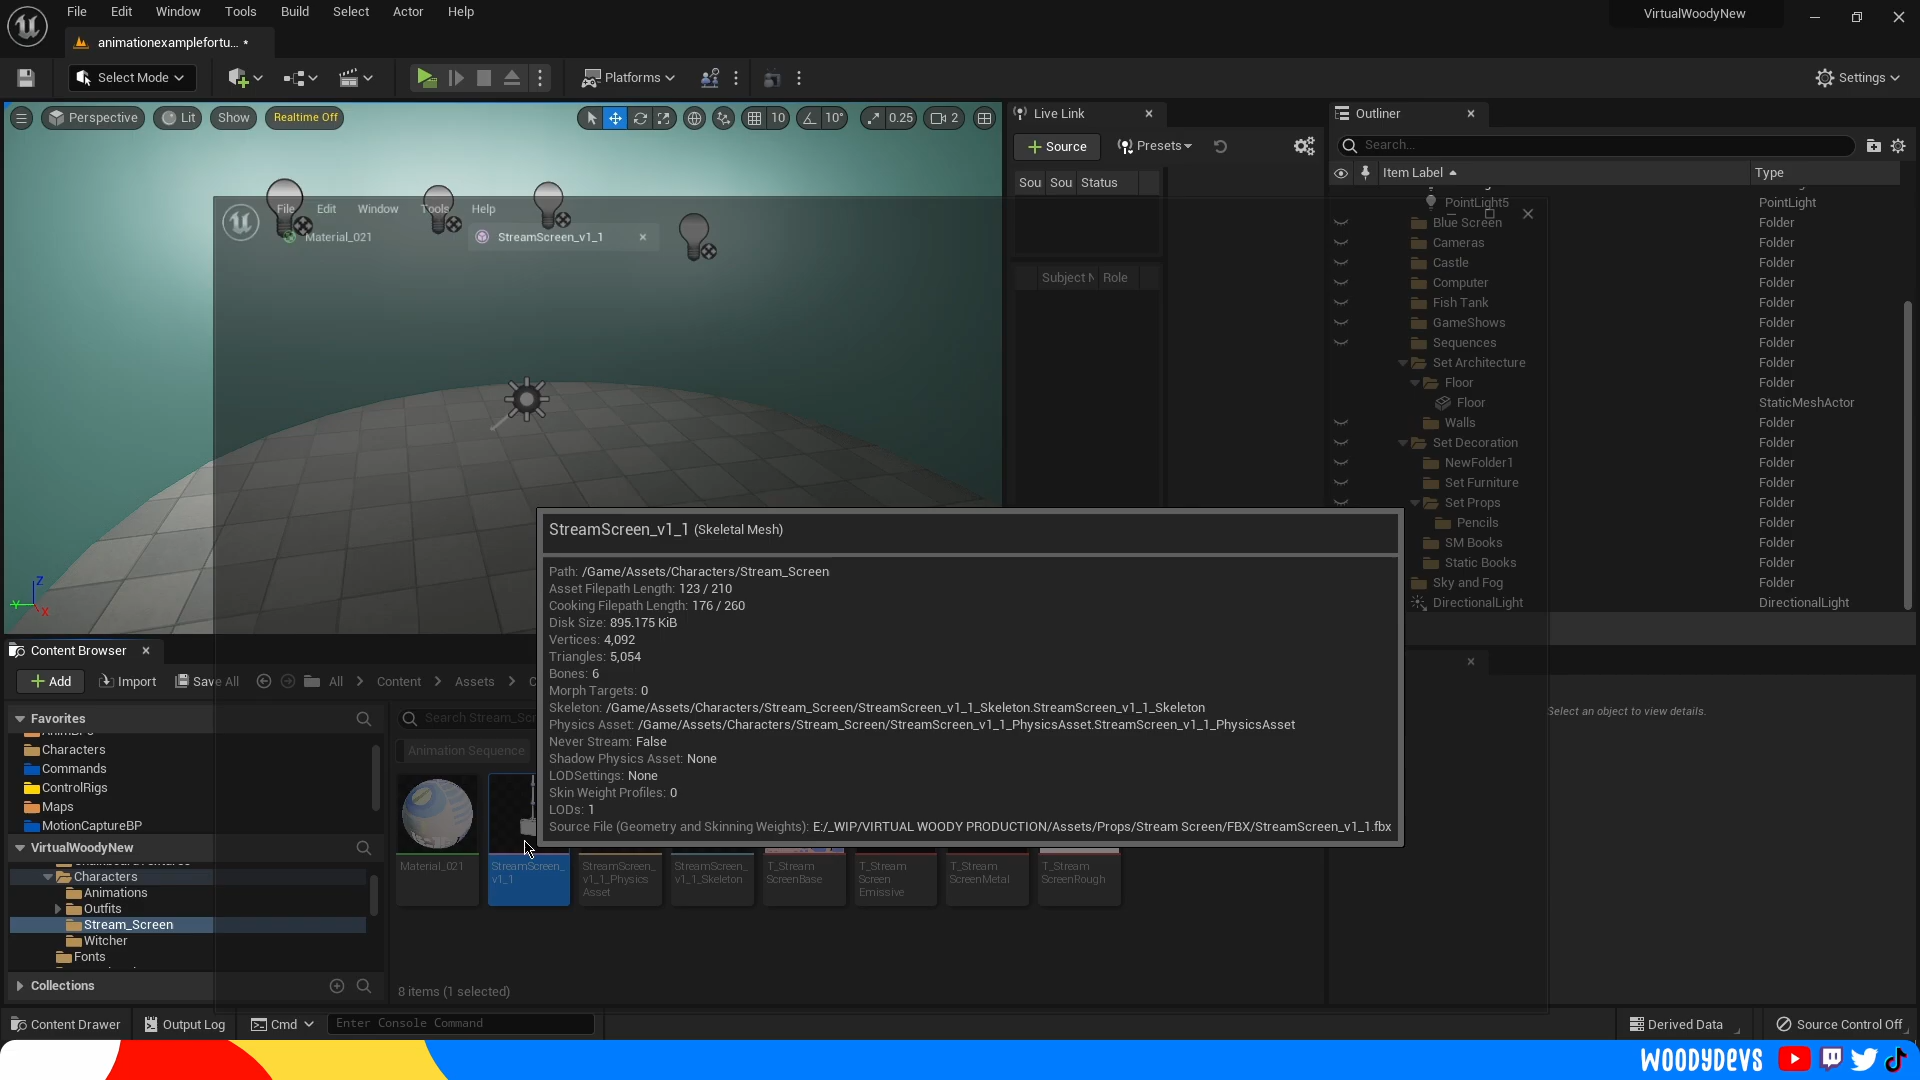 File Edit Window Tools Build Select Actor Help
VirtualWoodyNew
animationexamplefortu... •
Select Mode
Platforms
Settings
Perspective
Lit
Show
Realtime Off
10
10°
0.25
2
Live Link
Source
Presets
Sou Sou Status
Subject N Role
Outliner
Search...
Item Label
Type
PointLight5 PointLight
Blue Screen Folder
Cameras Folder
Castle Folder
Computer Folder
Fish Tank Folder
GameShows Folder
Sequences Folder
Set Architecture Folder
Floor Folder
Floor StaticMeshActor
Walls Folder
Set Decoration Folder
NewFolder1 Folder
Set Furniture Folder
Set Props Folder
Pencils Folder
SM Books Folder
Static Books Folder
Sky and Fog Folder
DirectionalLight DirectionalLight
File Edit Window Tools Help
Material_021
StreamScreen_v1_1
StreamScreen_v1_1 (Skeletal Mesh)
Path: /Game/Assets/Characters/Stream_Screen
Asset Filepath Length: 123 / 210
Cooking Filepath Length: 176 / 260
Disk Size: 895.175 KiB
Vertices: 4,092
Triangles: 5,054
Bones: 6
Morph Targets: 0
Skeleton: /Game/Assets/Characters/Stream_Screen/StreamScreen_v1_1_Skeleton.StreamScreen_v1_1_Skeleton
Physics Asset: /Game/Assets/Characters/Stream_Screen/StreamScreen_v1_1_PhysicsAsset.StreamScreen_v1_1_PhysicsAsset
Never Stream: False
Shadow Physics Asset: None
LODSettings: None
Skin Weight Profiles: 0
LODs: 1
Source File (Geometry and Skinning Weights): E:/_WIP/VIRTUAL WOODY PRODUCTION/Assets/Props/Stream Screen/FBX/StreamScreen_v1_1.fbx
Select an object to view details.
Z
Y
X
Content Browser
Add
Import
Save All
All > Content > Assets > C
Favorites
Characters
Commands
ControlRigs
Maps
MotionCaptureBP
VirtualWoodyNew
Characters
Animations
Outfits
Stream_Screen
Witcher
Fonts
Collections
Search Stream_Sc
Animation Sequence
Material_021
StreamScreen_
v1_1
StreamScreen_
v1_1_Physics
Asset
StreamScreen_
v1_1_Skeleton
T_Stream
ScreenBase
T_Stream
Screen
Emissive
T_Stream
ScreenMetal
T_Stream
ScreenRough
8 items (1 selected)
Content Drawer
Output Log
Cmd
Enter Console Command
Derived Data
Source Control Off
WOODYDEVS